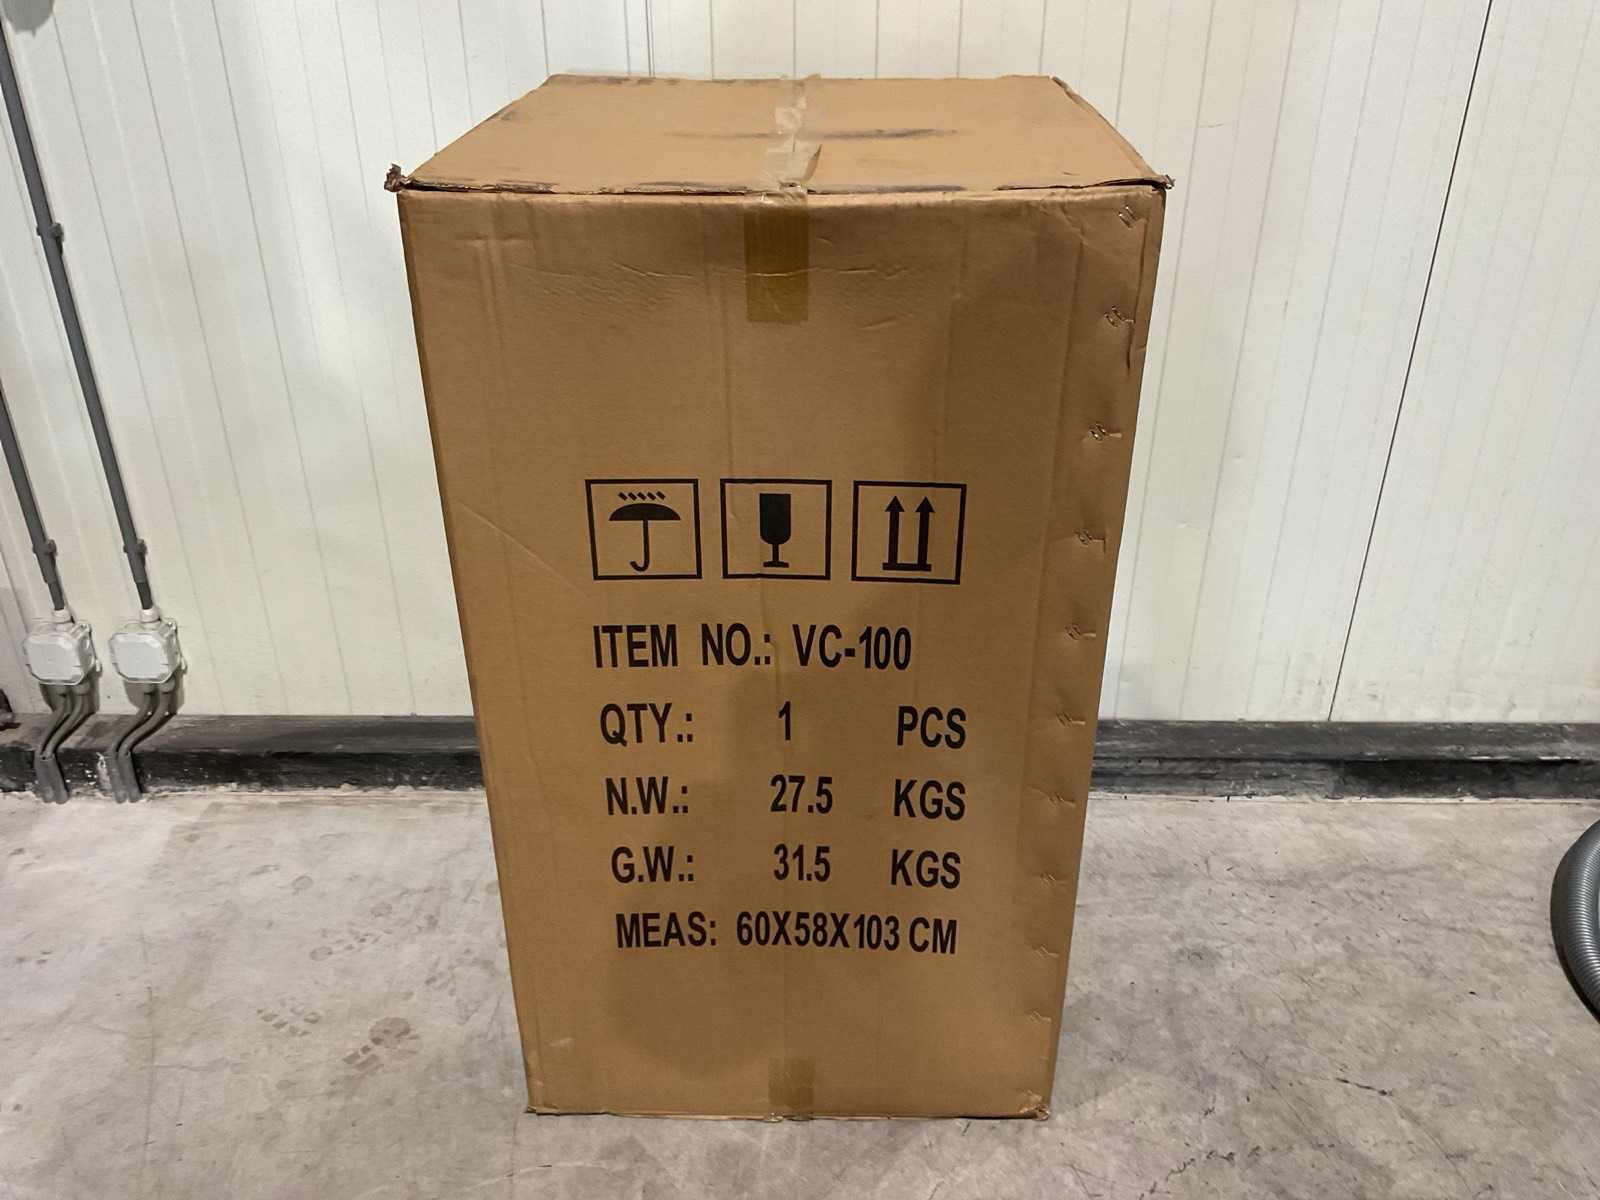 ITEM NO.: VC-100
QTY.: 1 PCS
N.W.: 27.5 KGS
G.W.: 31.5 KGS
MEAS: 60X58X103 CM